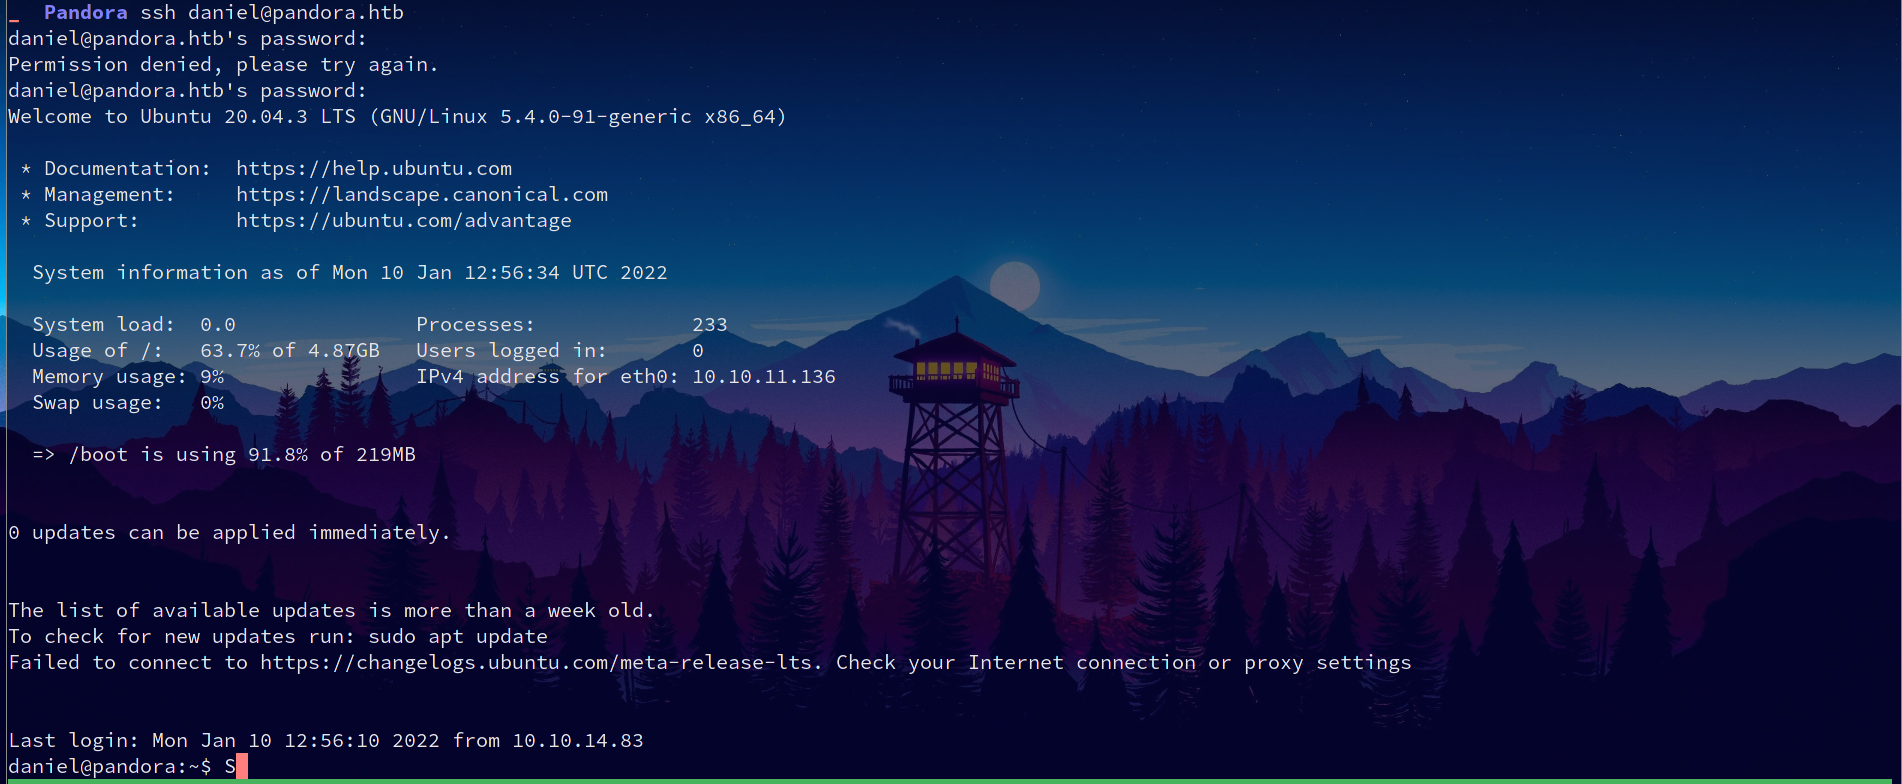 _ Pandora ssh daniel@pandora.htb
daniel@pandora.htb's password:
Permission denied, please try again.
daniel@pandora.htb's password:
Welcome to Ubuntu 20.04.3 LTS (GNU/Linux 5.4.0-91-generic x86_64)
* Documentation: https://help.ubuntu.com
* Management: https://landscape.canonical.com
* Support: https://ubuntu.com/advantage
System information as of Mon 10 Jan 12:56:34 UTC 2022
System load: 0.0 Processes: 233
Usage of /: 63.7% of 4.87GB Users logged in: 0
Memory usage: 9% IPv4 address for eth0: 10.10.11.136
Swap usage: 0%
=> /boot is using 91.8% of 219MB
0 updates can be applied immediately.
The list of available updates is more than a week old.
To check for new updates run: sudo apt update
Failed to connect to https://changelogs.ubuntu.com/meta-release-lts. Check your Internet connection or proxy settings
Last login: Mon Jan 10 12:56:10 2022 from 10.10.14.83
daniel@pandora:~$ S